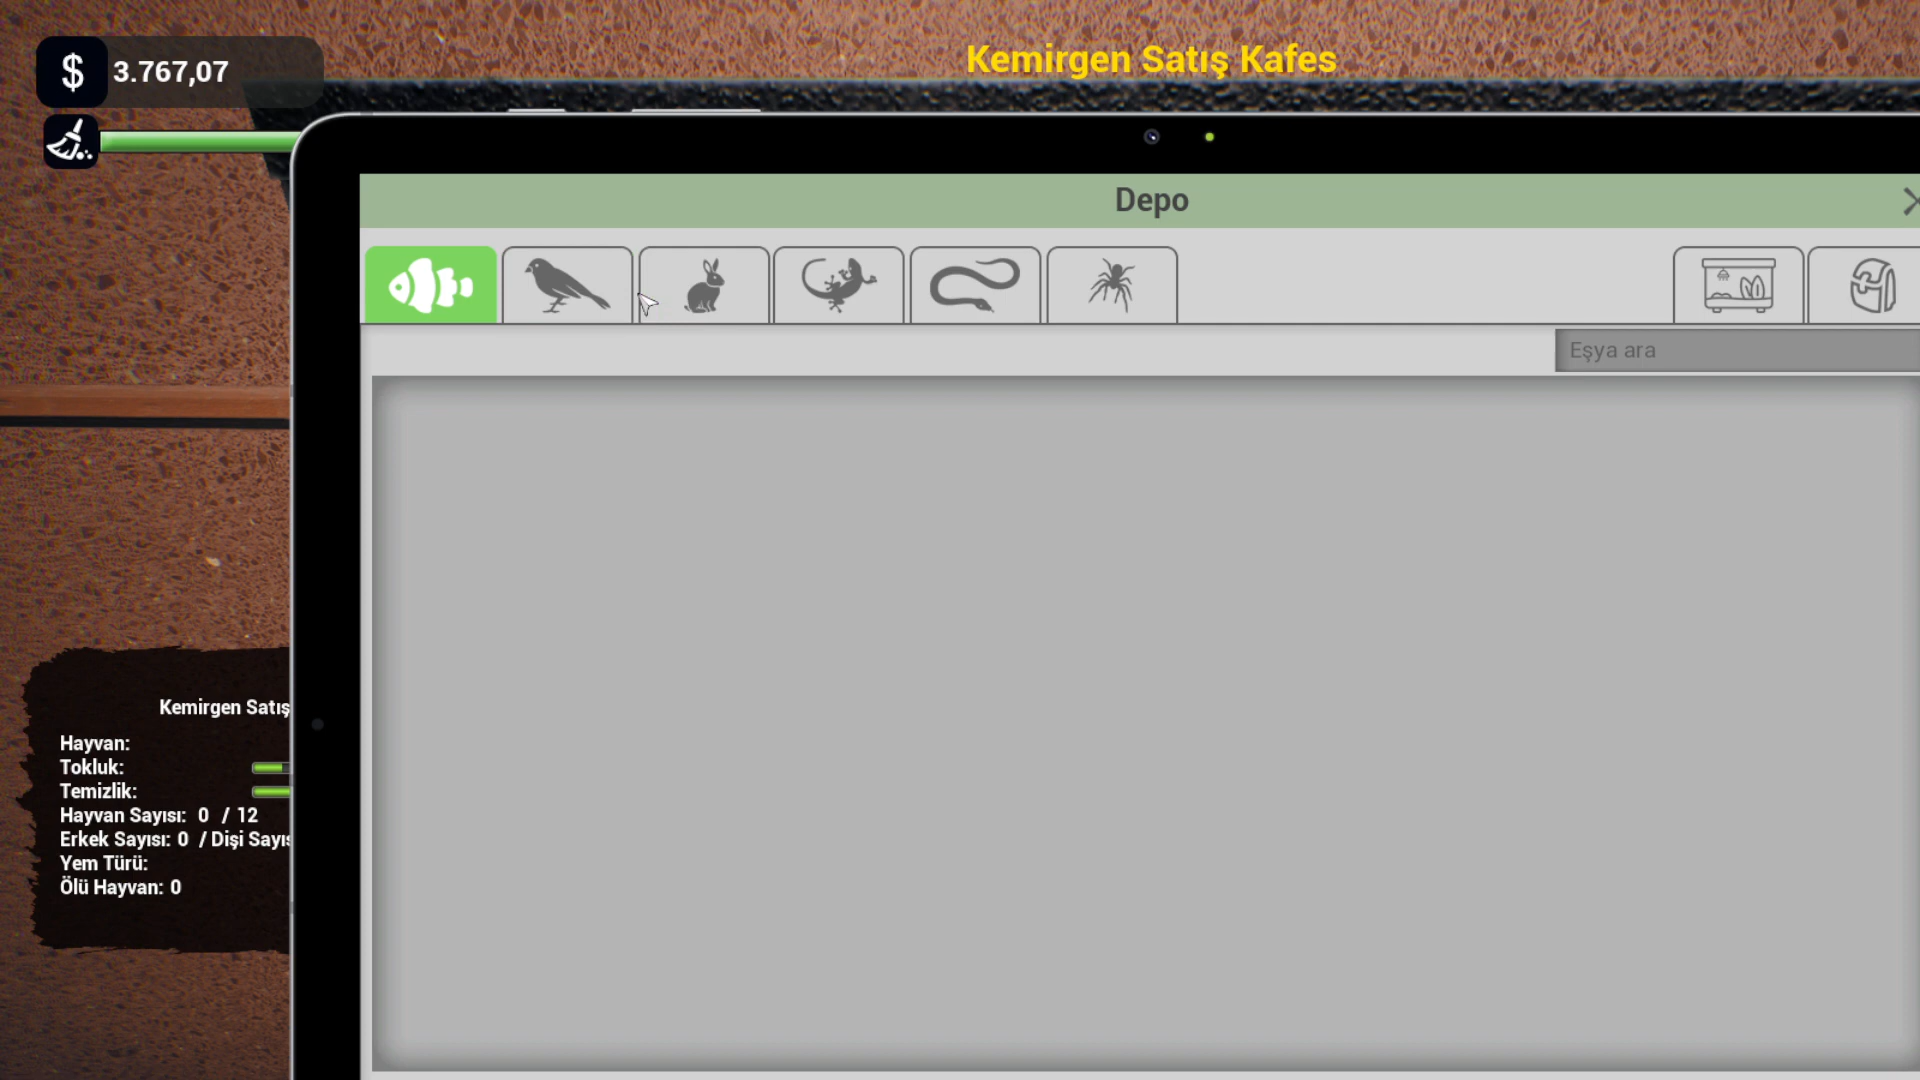 $ 3.767,07
Kemirgen Satış Kafes
Depo
Eşya ara
Kemirgen Satış
Hayvan:
Tokluk:
Temizlik:
Hayvan Sayısı: 0 / 12
Erkek Sayısı: 0 / Dişi Sayıs
Yem Türü:
Ölü Hayvan: 0